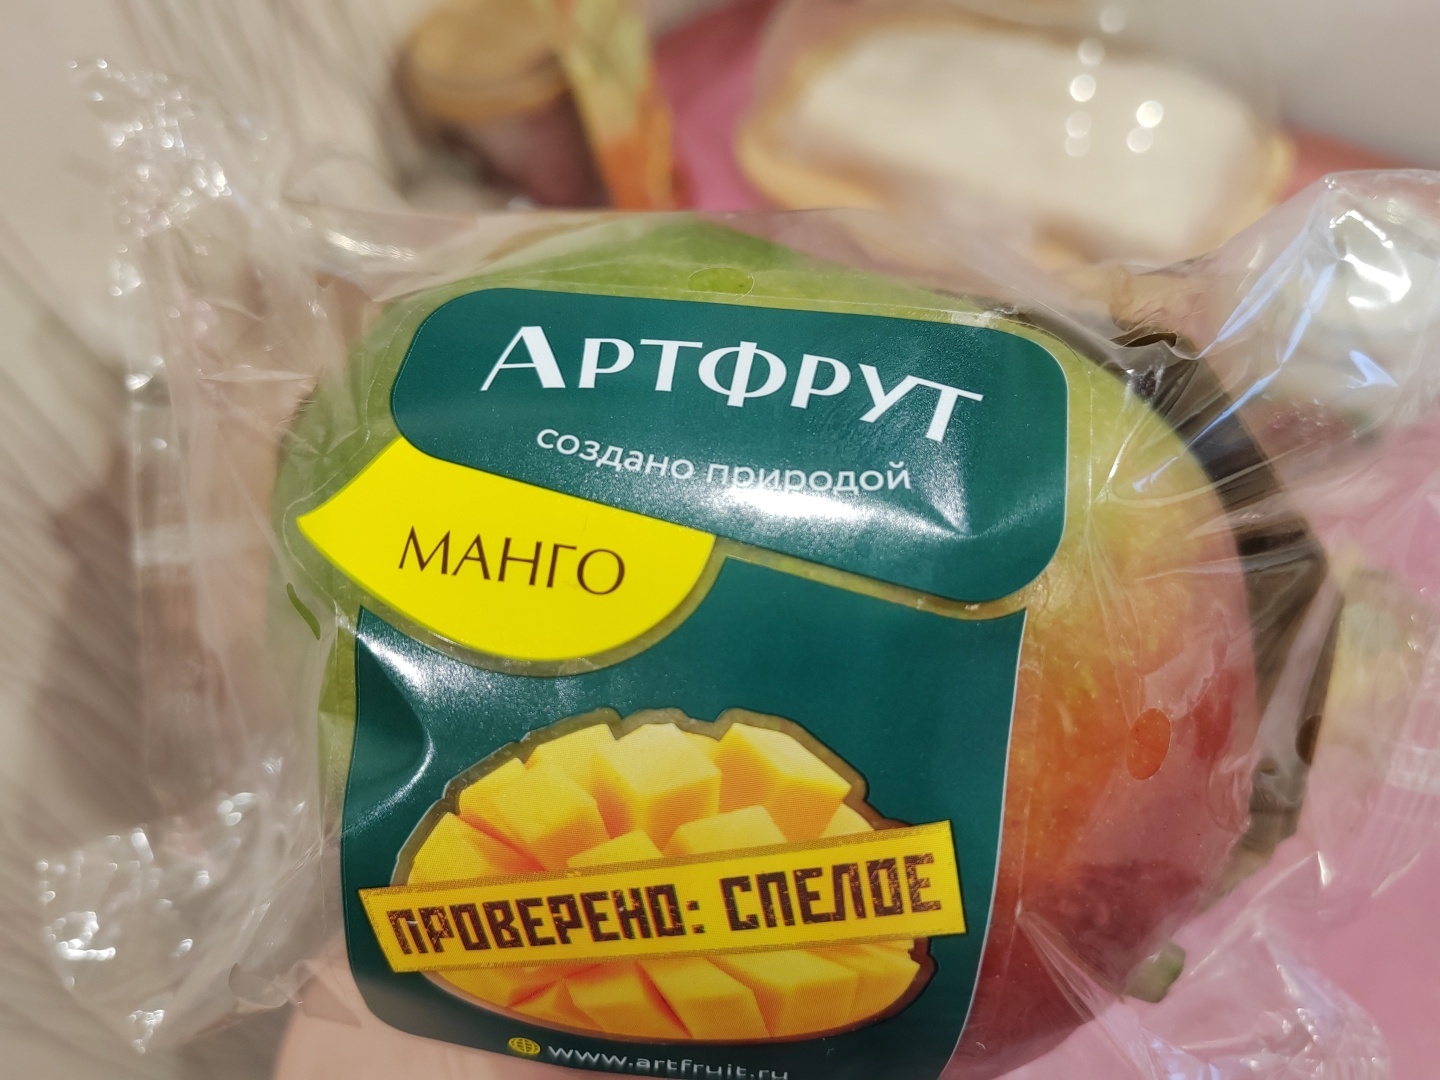 АРТФРУТ
создано природой
МАНГО
ПРОВЕРЕНО: СПЕЛОЕ
www.artfruit.ru